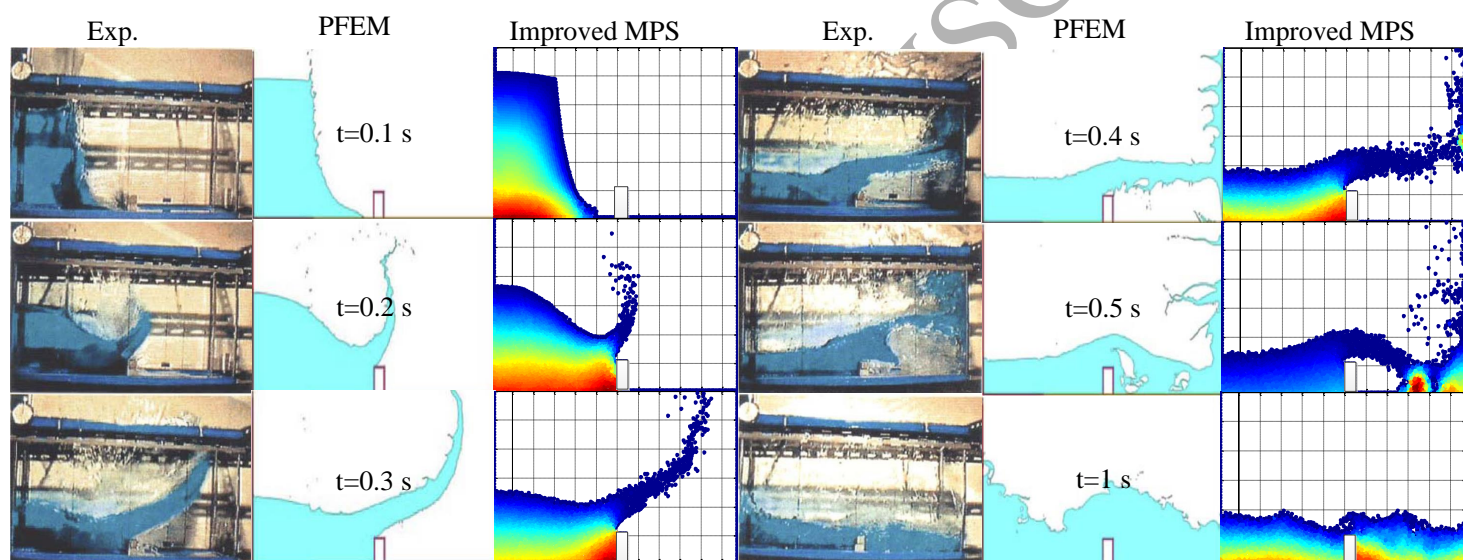 Exp. PFEM Improved MPS Exp. PFEM Improved MPS
t=0.1 s t=0.4 s
t=0.2 s t=0.5 s
t=0.3 s t=1 s